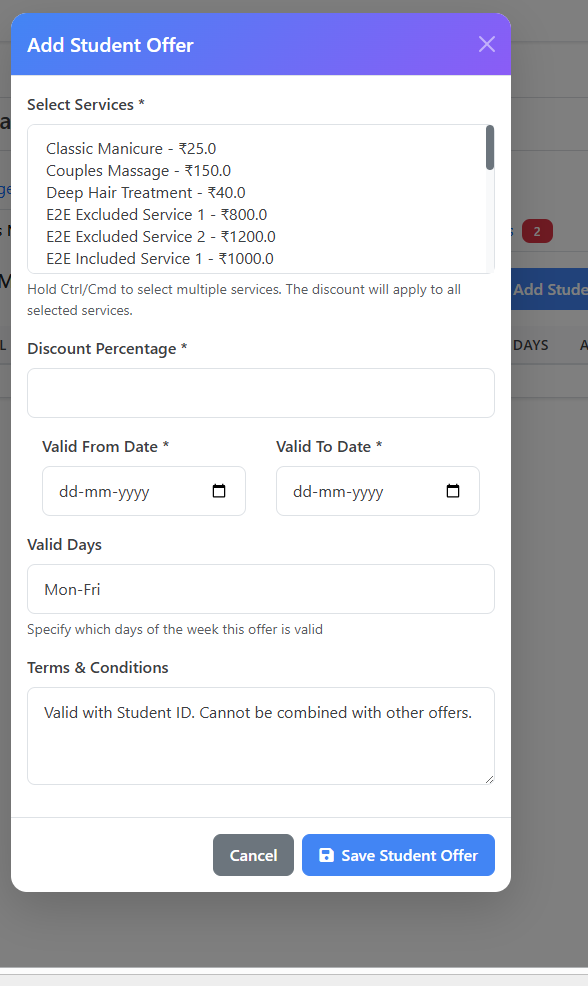 Add Student Offer
Select Services *
Classic Manicure - ₹25.0
Couples Massage - ₹150.0
Deep Hair Treatment - ₹40.0
E2E Excluded Service 1 - ₹800.0
E2E Excluded Service 2 - ₹1200.0
E2E Included Service 1 - ₹1000.0
Hold Ctrl/Cmd to select multiple services. The discount will apply to all
selected services.
Discount Percentage *
Valid From Date * Valid To Date *
dd-mm-yyyy dd-mm-yyyy
Valid Days
Mon-Fri
Specify which days of the week this offer is valid
Terms & Conditions
Valid with Student ID. Cannot be combined with other offers.
Cancel Save Student Offer
2
Add Stude
DAYS